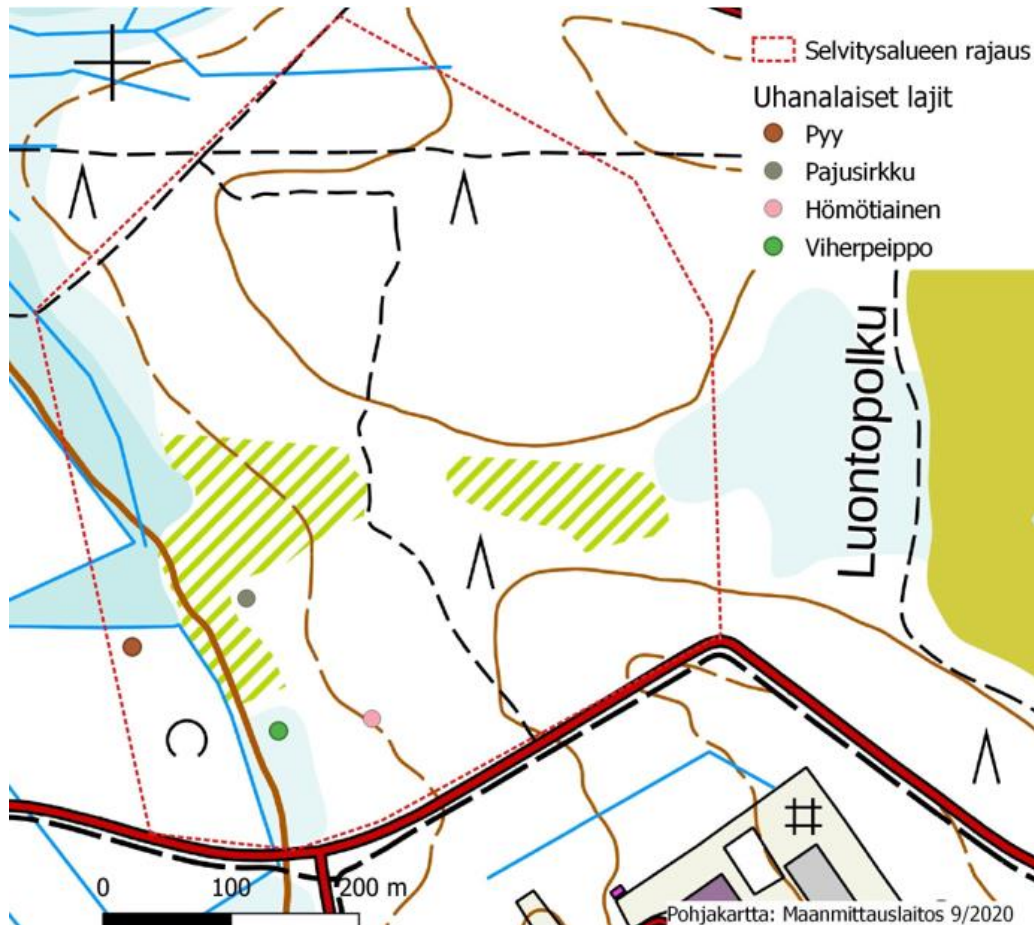 Selvitysalueen rajaus
Uhanalaiset lajit
Pyy
Pajusirkku
Hömötiainen
Viherpeippo
Luontopolku
0 100 200 m
Pohjakartta: Maanmittauslaitos 9/2020